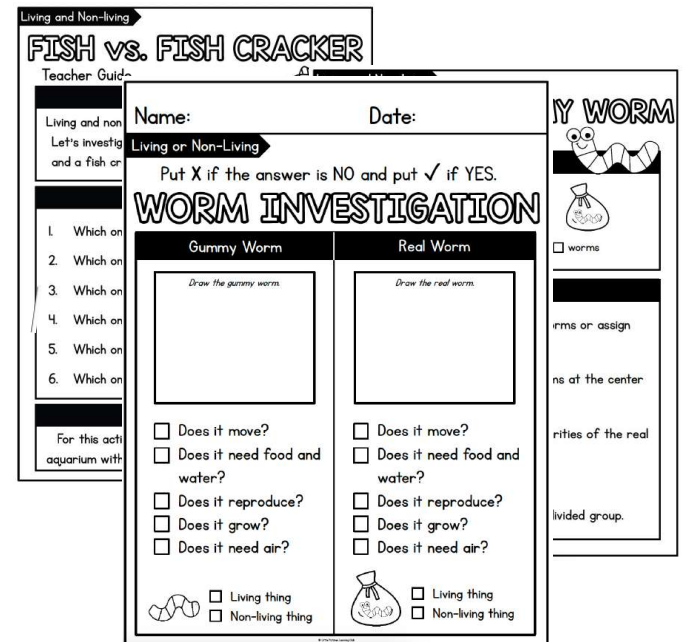 Living and Non-living
FISH vs. FISH CRACKER
Teacher Guide
Living and non
Let's investig
and a fish cr
1. Which on
2. Which on
3. Which on
4. Which on
5. Which on
6. Which on
For this acti
aquarium with
Name: Date:
Living or Non-Living
Put X if the answer is NO and put ✓ if YES.
WORM INVESTIGATION
Gummy Worm
Draw the gummy worm.
Does it move?
Does it need food and
water?
Does it reproduce?
Does it grow?
Does it need air?
Living thing
Non-living thing
Real Worm
Draw the real worm.
Does it move?
Does it need food and
water?
Does it reproduce?
Does it grow?
Does it need air?
Living thing
Non-living thing
Y WORM
worms
rms or assign
ns at the center
rities of the real
ivided group.